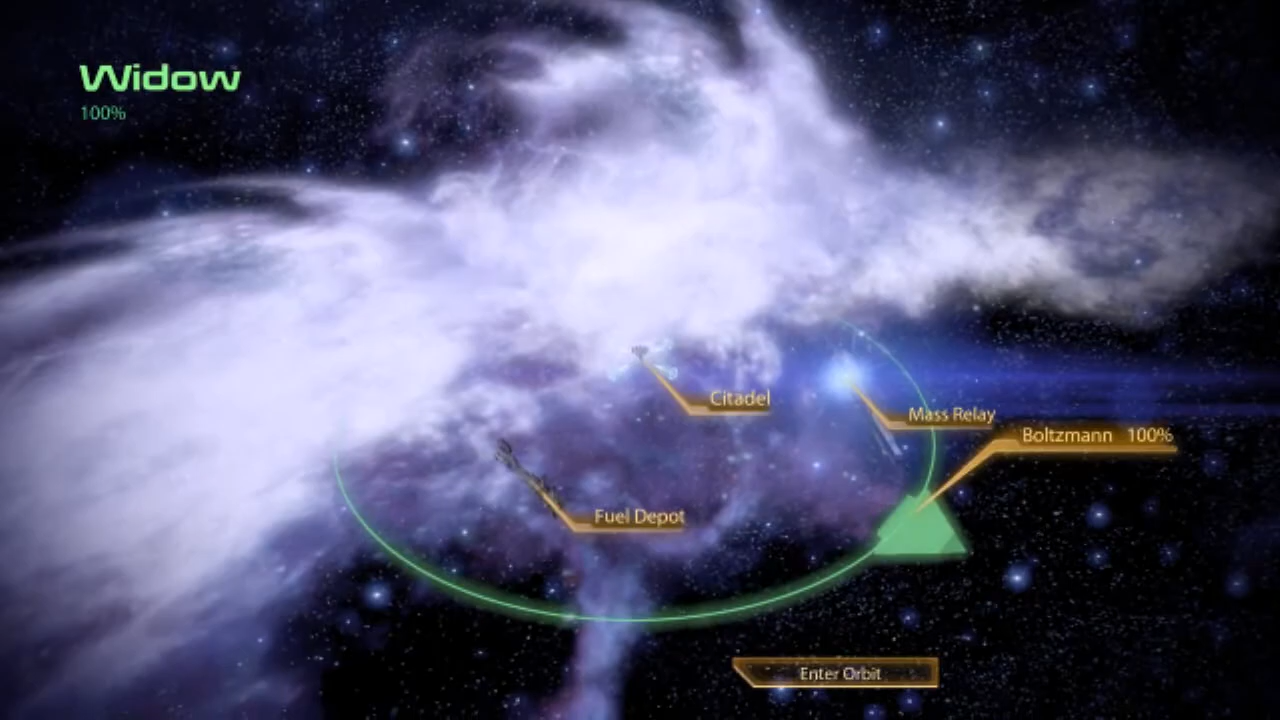 Widow
100%
Citadel
Mass Relay
Boltzmann 100%
Fuel Depot
Enter Orbit